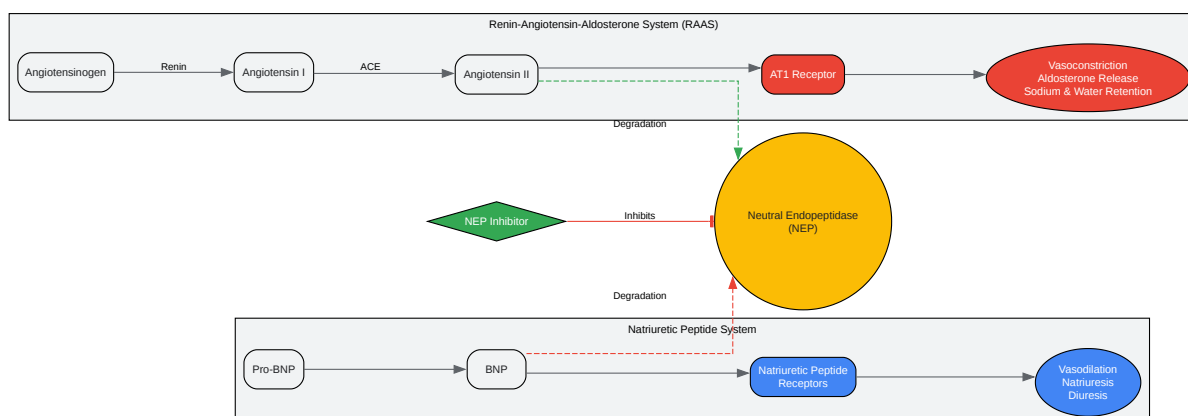 Renin-Angiotensin-Aldosterone System (RAAS)
Angiotensinogen
Renin
Angiotensin I
ACE
Angiotensin II
AT1 Receptor
Vasoconstriction
Aldosterone Release
Sodium & Water Retention
Degradation
NEP Inhibitor
Inhibits
Neutral Endopeptidase
(NEP)
Degradation
Natriuretic Peptide System
Pro-BNP
BNP
Natriuretic Peptide
Receptors
Vasodilation
Natriuresis
Diuresis